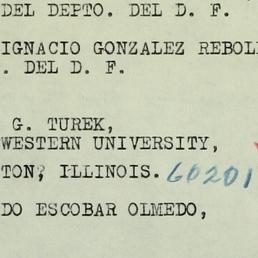 DEL DEPTO. DEL D. F.
IGNACIO GONZALEZ REBOL
. DEL D. F.
G. TUREK,
WESTERN UNIVERSITY,
TON, ILLINOIS. 60201
DO ESCOBAR OLMEDO,